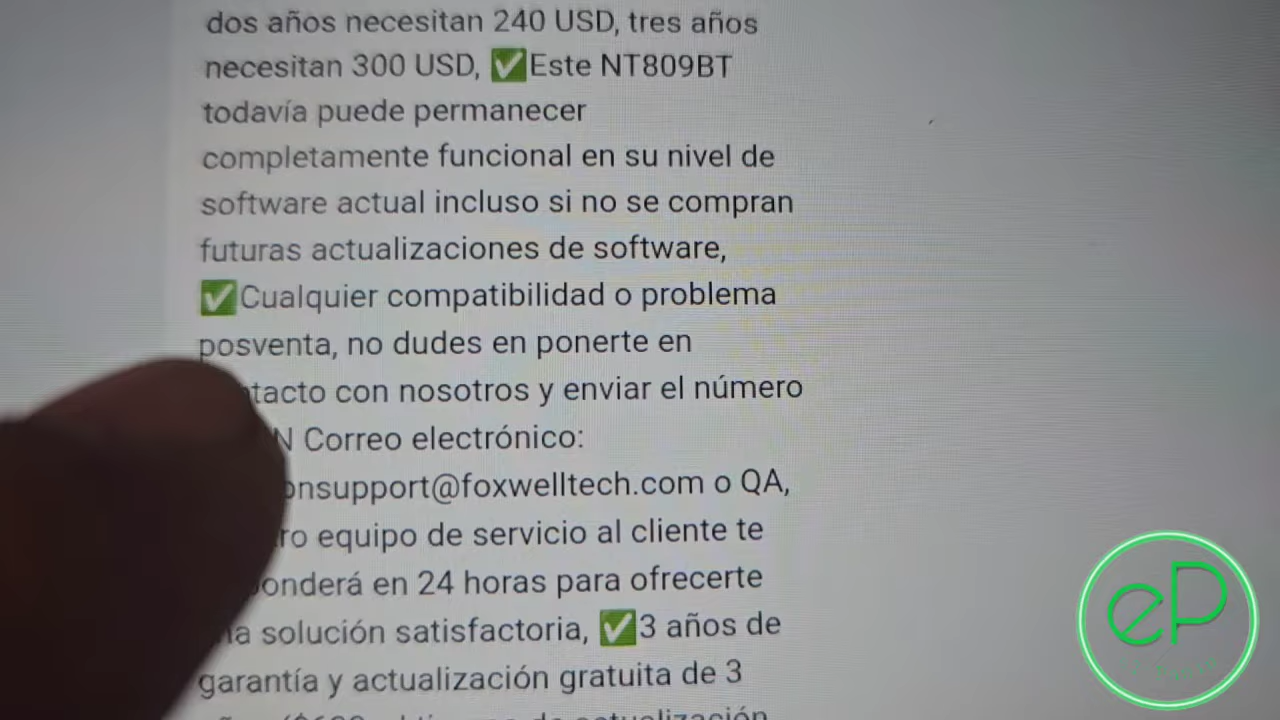 dos años necesitan 240 USD, tres años
necesitan 300 USD, ✅Este NT809BT
todavía puede permanecer
completamente funcional en su nivel de
software actual incluso si no se compran
futuras actualizaciones de software,
✅Cualquier compatibilidad o problema
posventa, no dudes en ponerte en
tacto con nosotros y enviar el número
N Correo electrónico:
onsupport@foxwelltech.com o QA,
ro equipo de servicio al cliente te
onderá en 24 horas para ofrecerte
a solución satisfactoria, ✅3 años de
garantía y actualización gratuita de 3
de actualización
eP